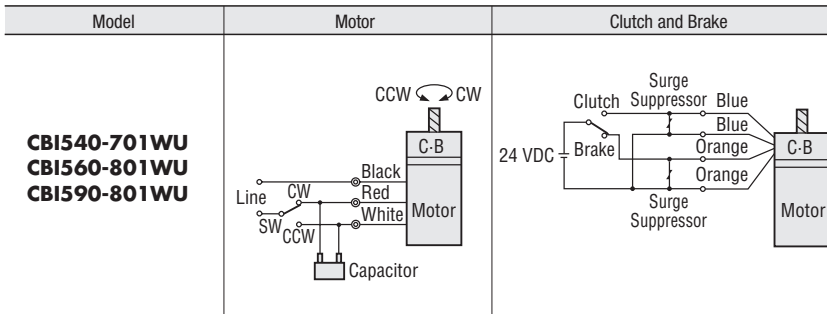 Model
Motor
Clutch and Brake
CBI540-701WU
CBI560-801WU
CBI590-801WU
CCW CW
C·B
Black
Line
CW
Red
White
Motor
SW
CCW
Capacitor
Surge
Suppressor
Clutch
Blue
Blue
24 VDC
Brake
Orange
C·B
Orange
Surge
Suppressor
Motor